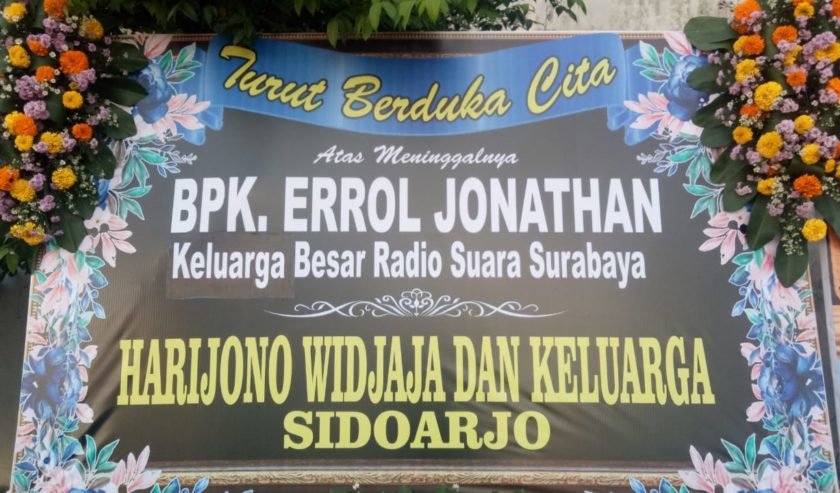 Turut Berduka Cita
Atas Meninggalnya
BPK. ERROL JONATHAN
Keluarga Besar Radio Suara Surabaya
HARIJONO WIDJAJA DAN KELUARGA
SIDOARJO